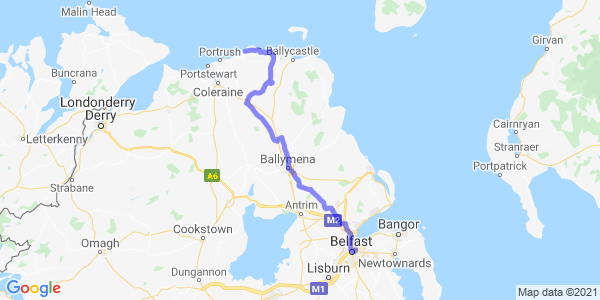 Malin Head
Portrush
Ballycastle
Girvan
Buncrana
Portstewart
Coleraine
Londonderry
Derry
Letterkenny
Cairnryan
Stranraer
Ballymena
Portpatrick
A6
Strabane
Antrim
M2
Bangor
Cookstown
Belfast
Omagh
Newtownards
Dungannon
Lisburn
M1
Google
Map data ©2021